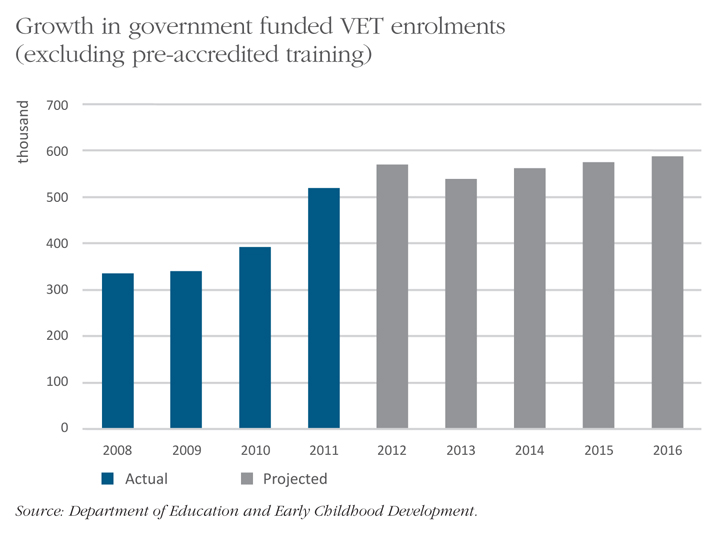 Growth in government funded VET enrolments
(excluding pre-accredited training)
thousand
700
600
500
400
300
200
100
0
2008 2009 2010 2011 2012 2013 2014 2015 2016
Actual Projected
Source: Department of Education and Early Childhood Development.